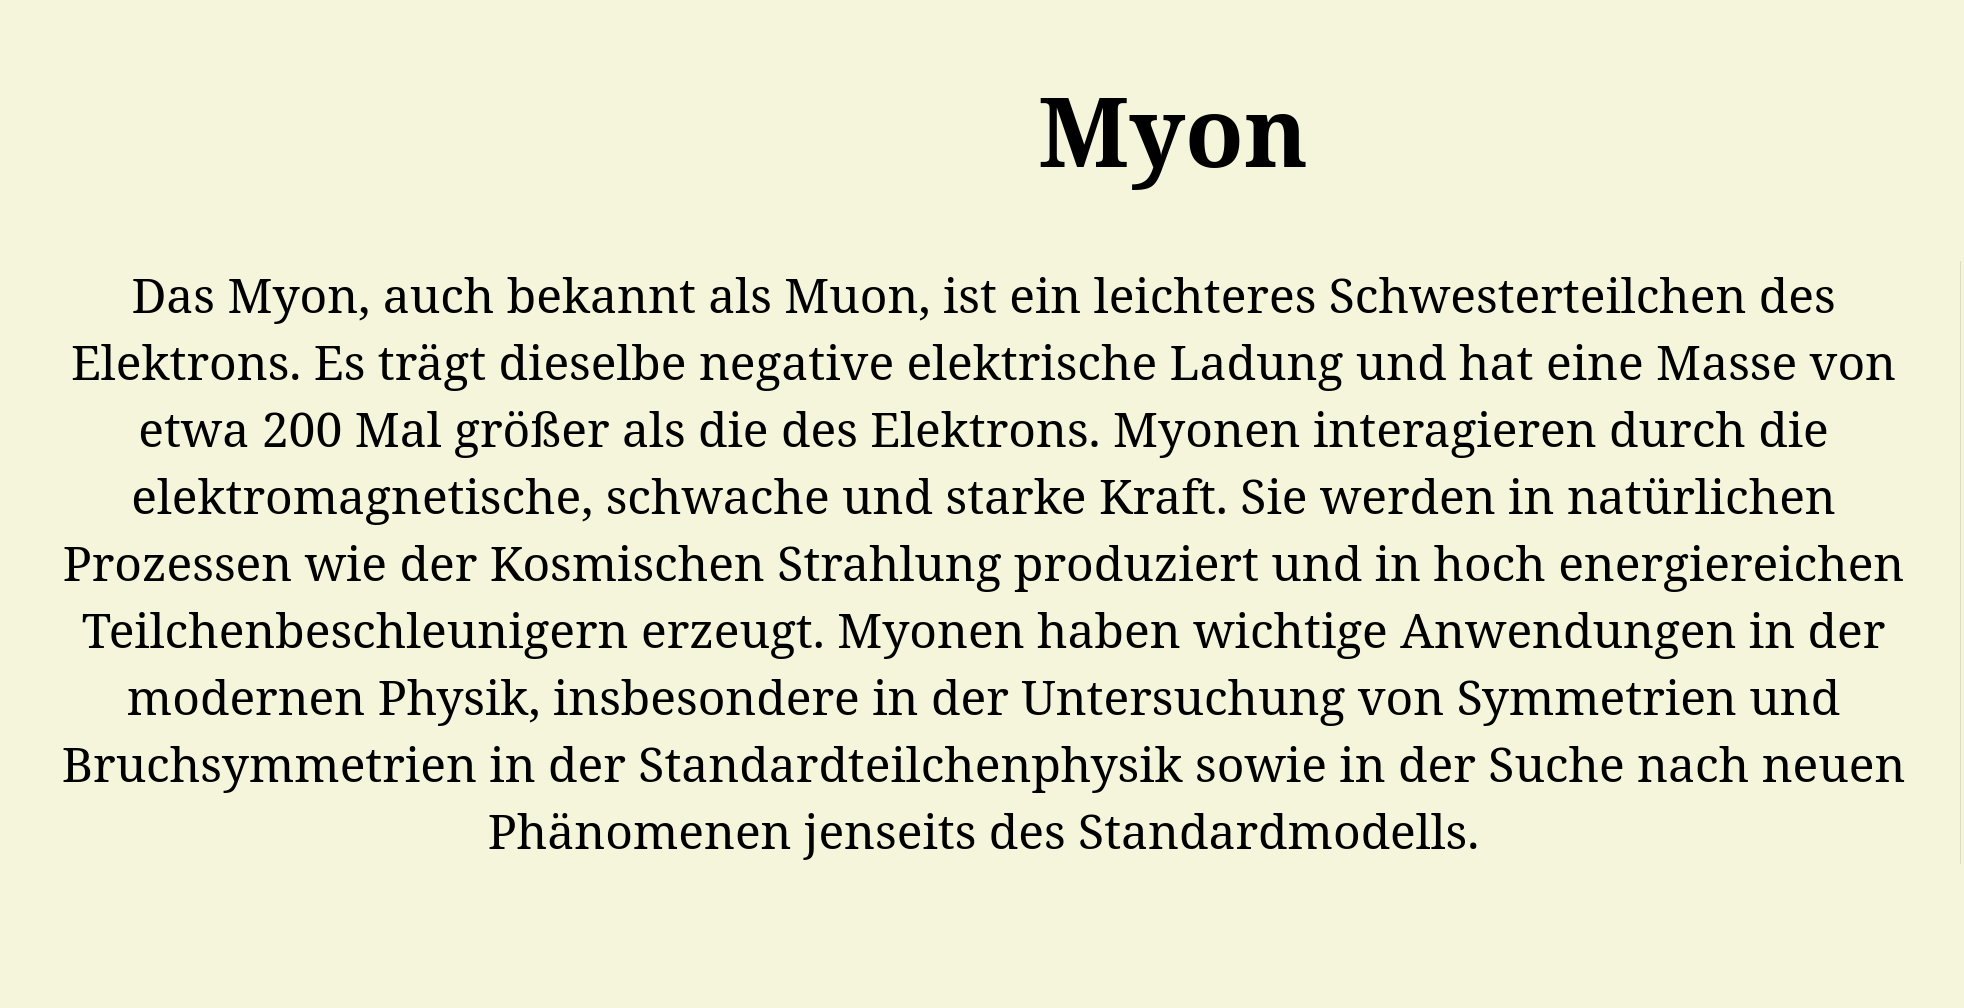 Myon
Das Myon, auch bekannt als Muon, ist ein leichteres Schwesterteilchen des
Elektrons. Es trägt dieselbe negative elektrische Ladung und hat eine Masse von
etwa 200 Mal größer als die des Elektrons. Myonen interagieren durch die
elektromagnetische, schwache und starke Kraft. Sie werden in natürlichen
Prozessen wie der Kosmischen Strahlung produziert und in hoch energiereichen
Teilchenbeschleunigern erzeugt. Myonen haben wichtige Anwendungen in der
modernen Physik, insbesondere in der Untersuchung von Symmetrien und
Bruchsymmetrien in der Standardteilchenphysik sowie in der Suche nach neuen
Phänomenen jenseits des Standardmodells.